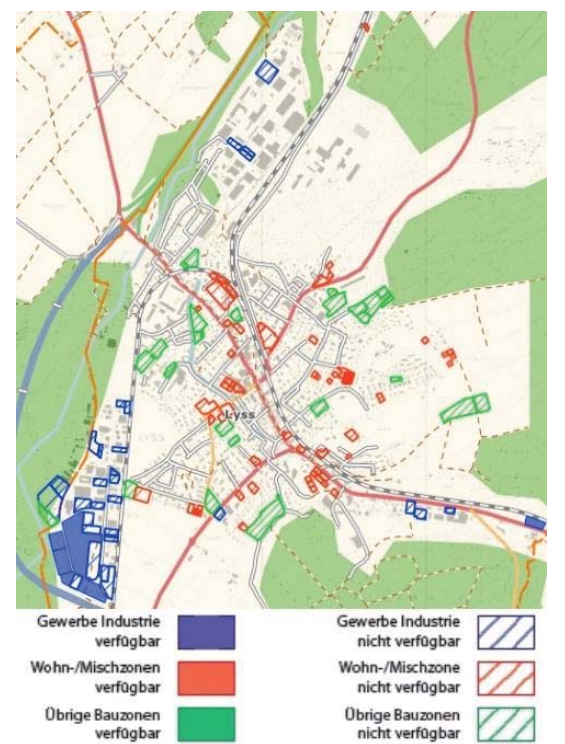 LYSS
Lyss
Gewerbe Industrie
verfügbar
Gewerbe Industrie
nicht verfügbar
Wohn-/Mischzonen
verfügbar
Wohn-/Mischzone
nicht verfügbar
Übrige Bauzonen
verfügbar
Übrige Bauzonen
nicht verfügbar